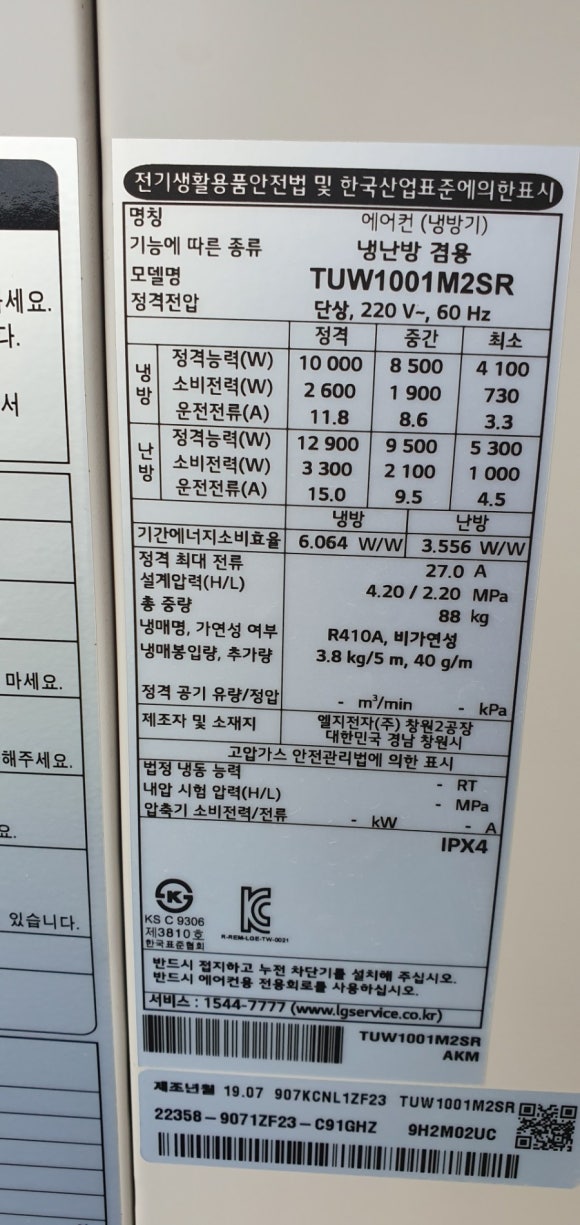 세요.
다.
서
마세요.
해주세요.
요.
있습니다.
전기생활용품안전법 및 한국산업표준에의한표시
명칭 에어컨 (냉방기)
기능에 따른 종류 냉난방 겸용
모델명 TUW1001M2SR
정격전압 단상, 220 V~, 60 Hz
정격 중간 최소
냉방 정격능력(W) 10 000 8 500 4 100
소비전력(W) 2 600 1 900 730
운전전류(A) 11.8 8.6 3.3
난방 정격능력(W) 12 900 9 500 5 300
소비전력(W) 3 300 2 100 1 000
운전전류(A) 15.0 9.5 4.5
냉방 난방
기간에너지소비효율 6.064 W/W 3.556 W/W
정격 최대 전류 27.0 A
설계압력(H/L) 4.20 / 2.20 MPa
총 중량 88 kg
냉매명, 가연성 여부 R410A, 비가연성
냉매봉입량, 추가량 3.8 kg/5 m, 40 g/m
정격 공기 유량/정압 - m³/min - kPa
제조자 및 소재지 엘지전자(주) 창원2공장
대한민국 경남 창원시
고압가스 안전관리법에 의한 표시
법정 냉동 능력 - RT
내압 시험 압력(H/L) - MPa
압축기 소비전력/전류 - kW - A
IPX4
KS C 9306
제3810호
한국표준협회
R-REM-LGE-TW-0021
반드시 접지하고 누전 차단기를 설치해 주십시오.
반드시 에어컨용 전용회로를 사용하십시오.
서비스 : 1544-7777 (www.lgservice.co.kr)
TUW1001M2SR
AKM
제조년월 19.07 907KCNL1ZF23 TUW1001M2SR
22358-9071ZF23-C91GHZ 9H2M02UC